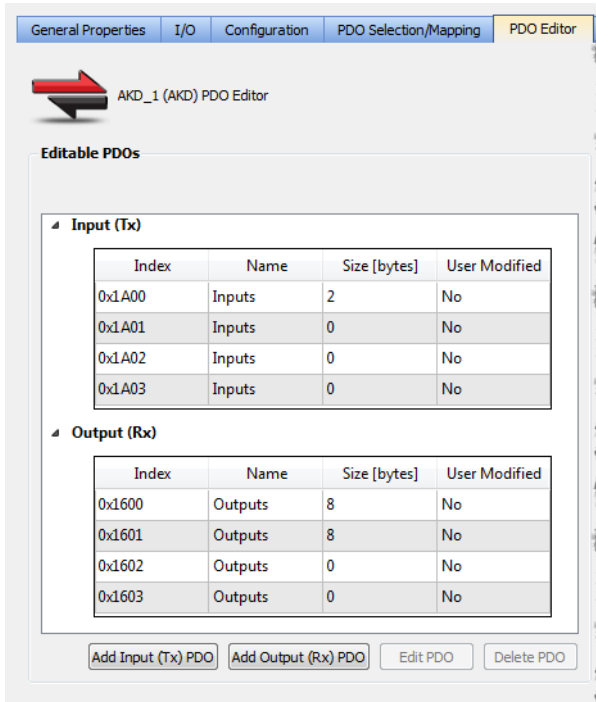 General Properties I/O Configuration PDO Selection/Mapping PDO Editor
AKD_1 (AKD) PDO Editor
Editable PDOs
Input (Tx)
Index Name Size [bytes] User Modified
0x1A00 Inputs 2 No
0x1A01 Inputs 0 No
0x1A02 Inputs 0 No
0x1A03 Inputs 0 No
Output (Rx)
Index Name Size [bytes] User Modified
0x1600 Outputs 8 No
0x1601 Outputs 8 No
0x1602 Outputs 0 No
0x1603 Outputs 0 No
Add Input (Tx) PDO Add Output (Rx) PDO Edit PDO Delete PDO